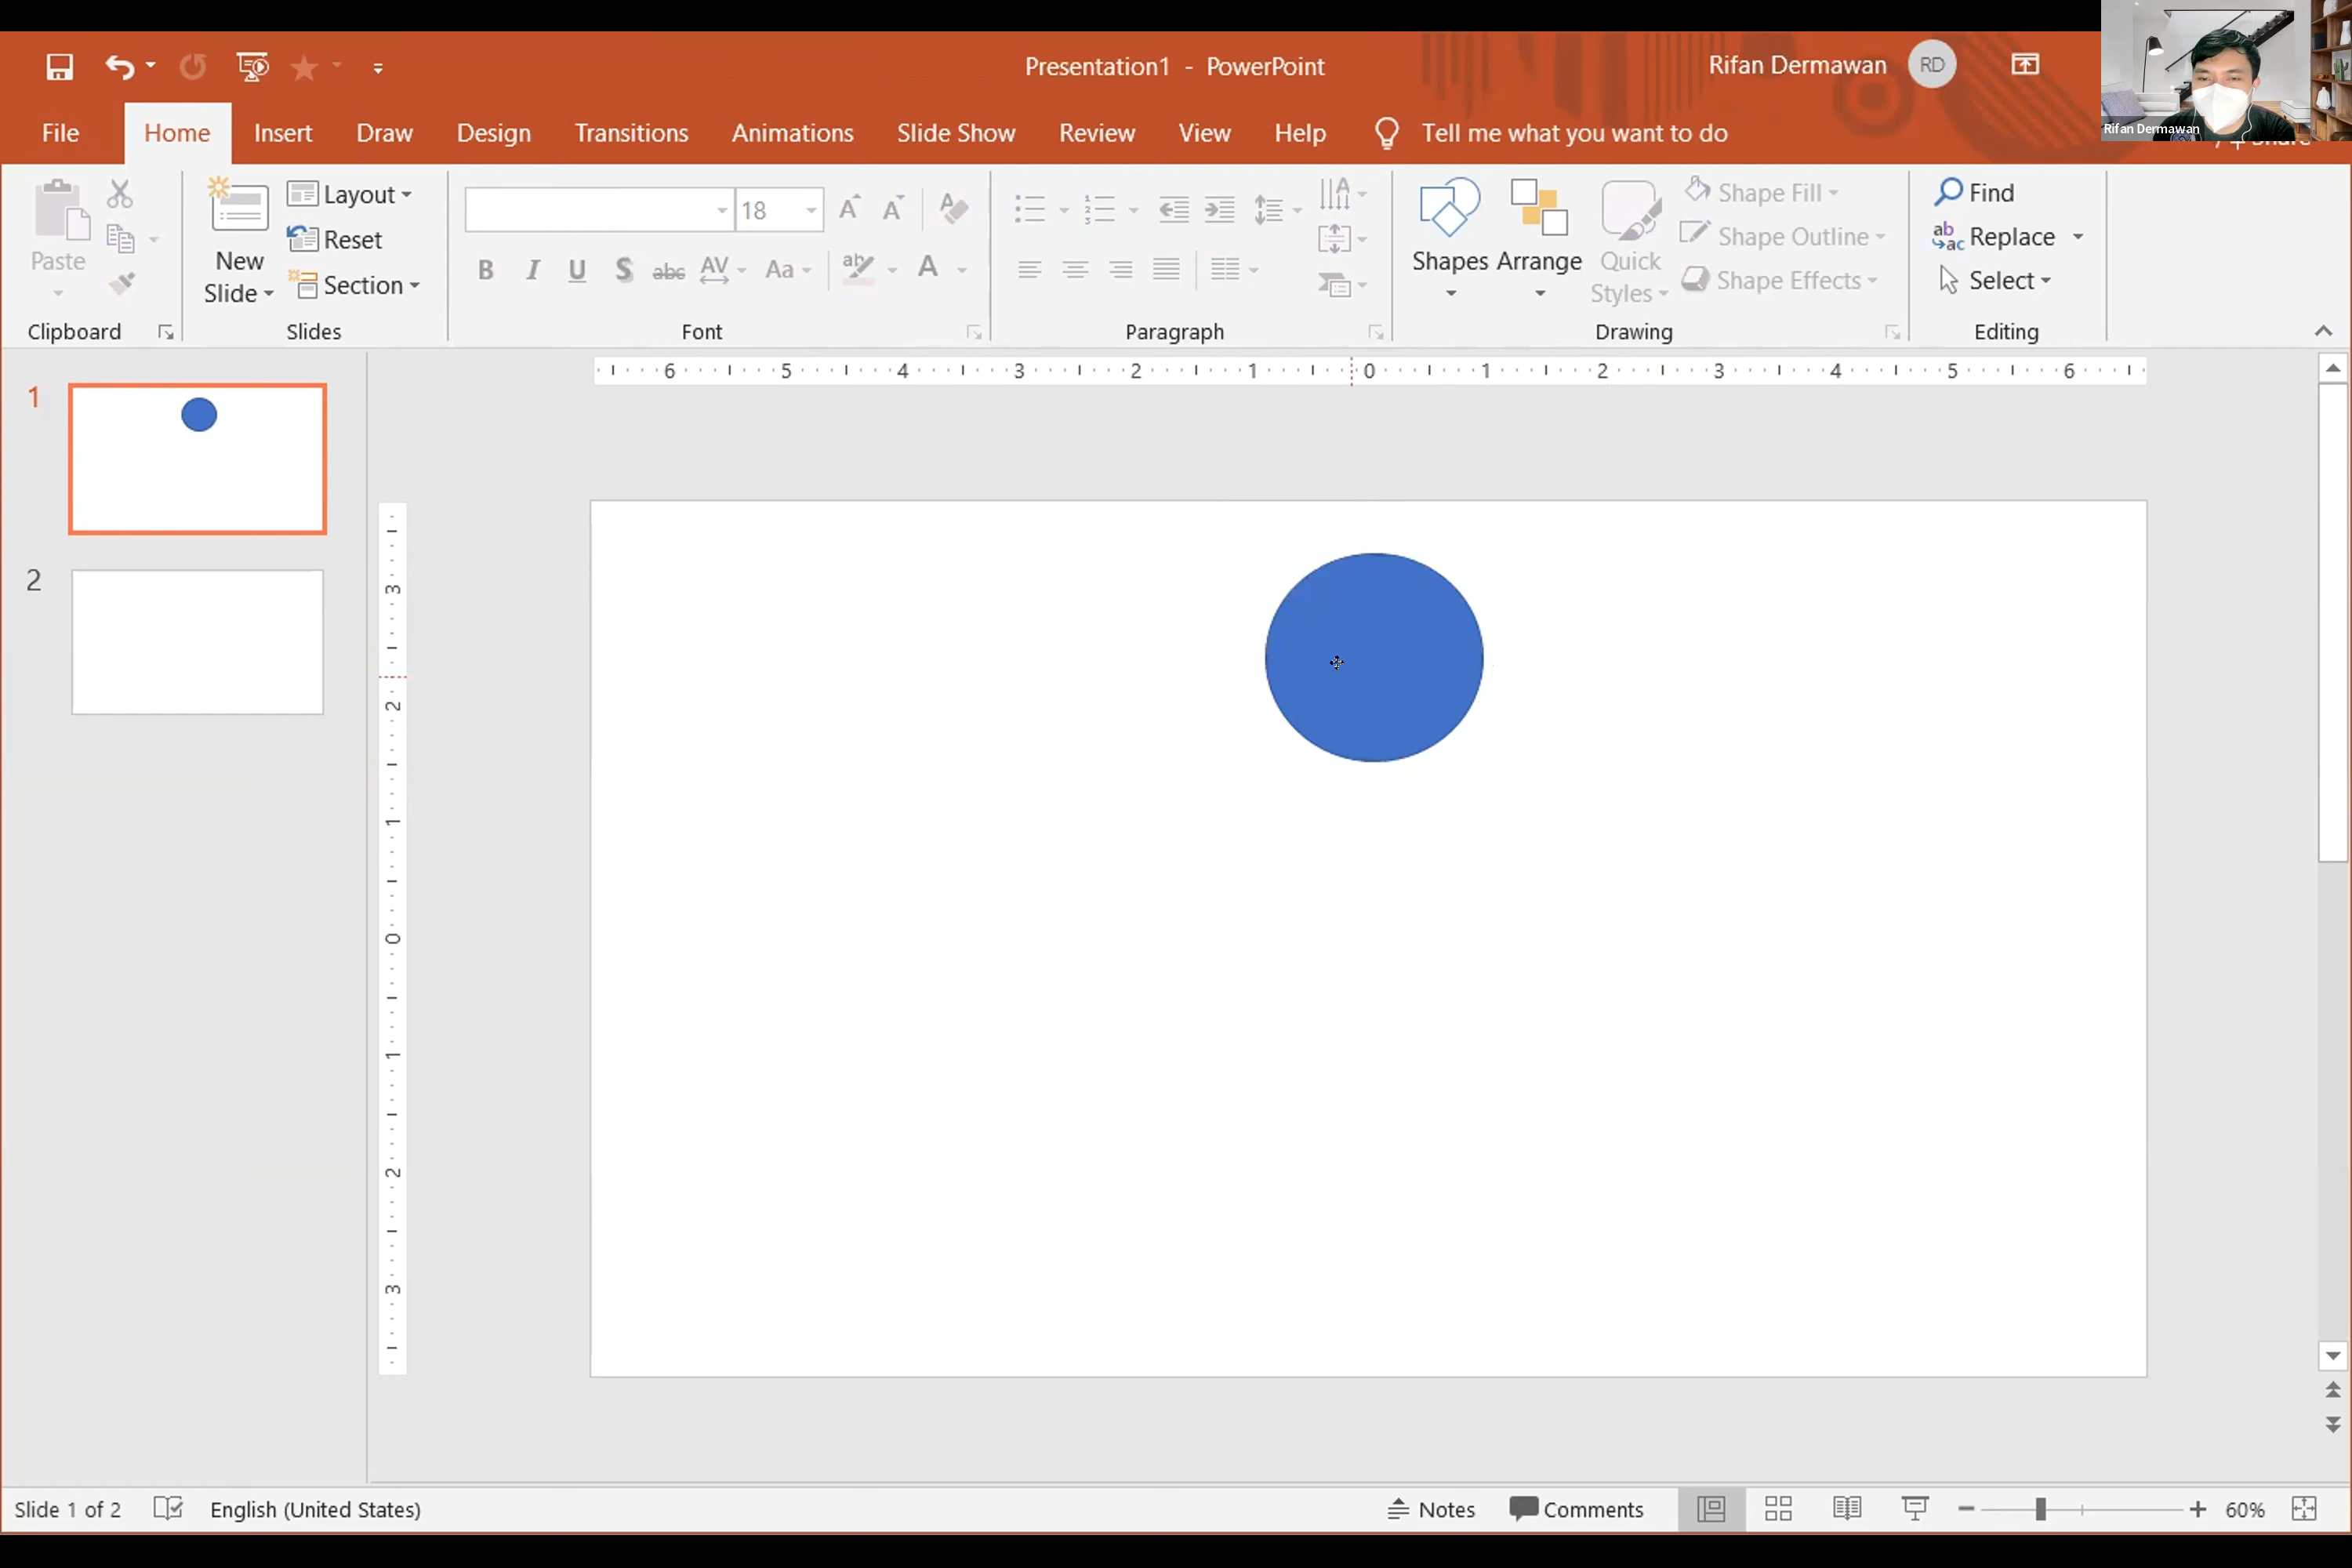 Presentation1 - PowerPoint
Rifan Dermawan
RD
Rifan Dermawan
File Home Insert Draw Design Transitions Animations Slide Show Review View Help Tell me what you want to do
Paste
Clipboard
New
Slide
Layout
Reset
Section
Slides
18
B I U S abc AV Aa ab A
Font
Paragraph
Shapes
Arrange
Quick
Styles
Shape Fill
Shape Outline
Shape Effects
Drawing
Find
Replace
Select
Editing
6 5 4 3 2 1 0 1 2 3 4 5 6
1
2
3
2
1
0
1
2
3
Slide 1 of 2 English (United States) Notes Comments 60%